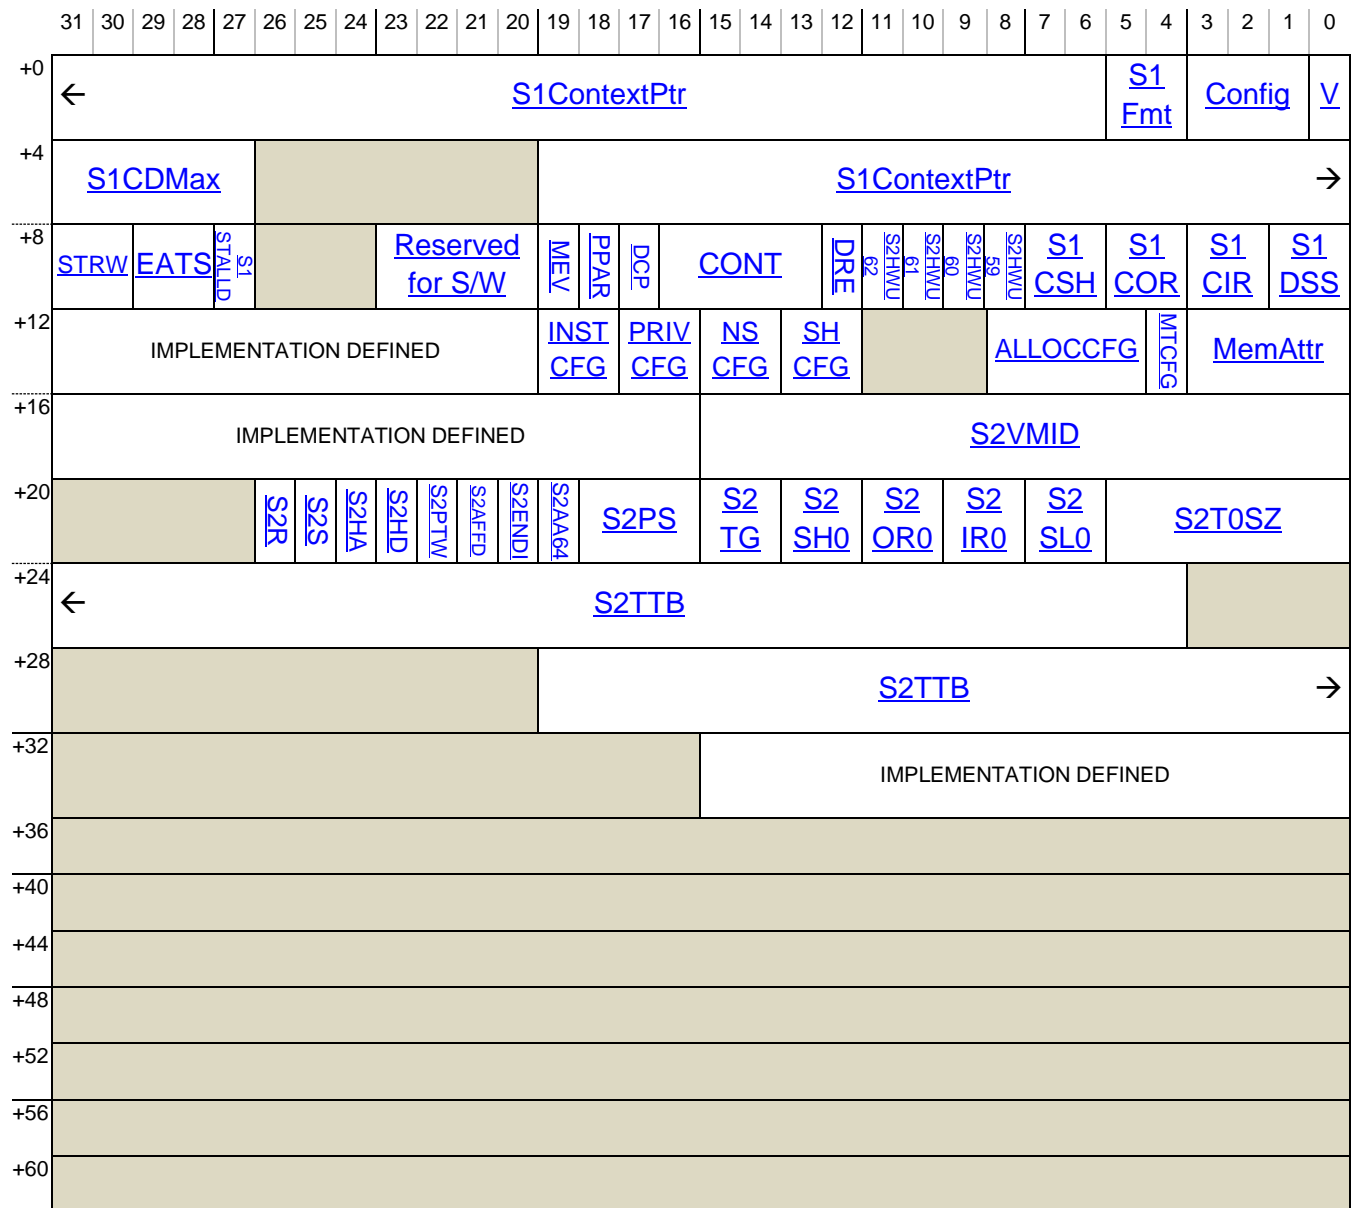 31 30 29 28 27 26 25 24 23 22 21 20 19 18 17 16 15 14 13 12 11 10 9 8 7 6 5 4 3 2 1 0
+0
← S1ContextPtr S1 Config V
Fmt
+4
S1CDMax S1ContextPtr →
+8
STRW EATS S1 STALLD Reserved MEV PPAR DCP CONT DRE S2HWU 62 S2HWU 61 S2HWU 60 S2HWU 59 S1 S1 S1 S1
for S/W CSH COR CIR DSS
+12
IMPLEMENTATION DEFINED INST PRIV NS SH ALLOCCFG MTCFG MemAttr
CFG CFG CFG CFG
+16
IMPLEMENTATION DEFINED S2VMID
+20
S2R S2S S2HA S2HD S2PTW S2AFFD S2ENDI S2AA64 S2PS S2 S2 S2 S2 S2 S2T0SZ
TG SH0 OR0 IR0 SL0
+24
← S2TTB
+28
S2TTB →
+32
IMPLEMENTATION DEFINED
+36
+40
+44
+48
+52
+56
+60